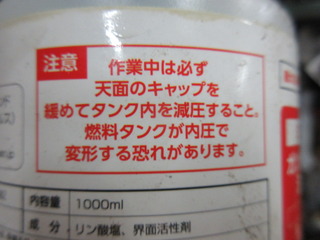 注意
作業中は必ず
天面のキャップを
緩めてタンク内を減圧すること。
燃料タンクが内圧で
変形する恐れがあります。
内容量 1000ml
成 分 リン酸塩、界面活性剤